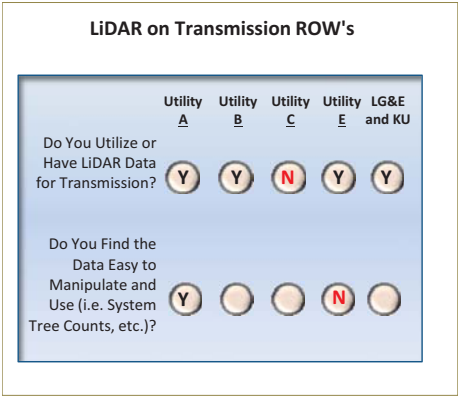 LiDAR on Transmission ROW's
Utility Utility Utility Utility LG&E
A B C E and KU
Do You Utilize or
Have LiDAR Data
for Transmission?
Y Y N Y Y
Do You Find the
Data Easy to
Manipulate and
Use (i.e. System
Tree Counts, etc.)?
Y N